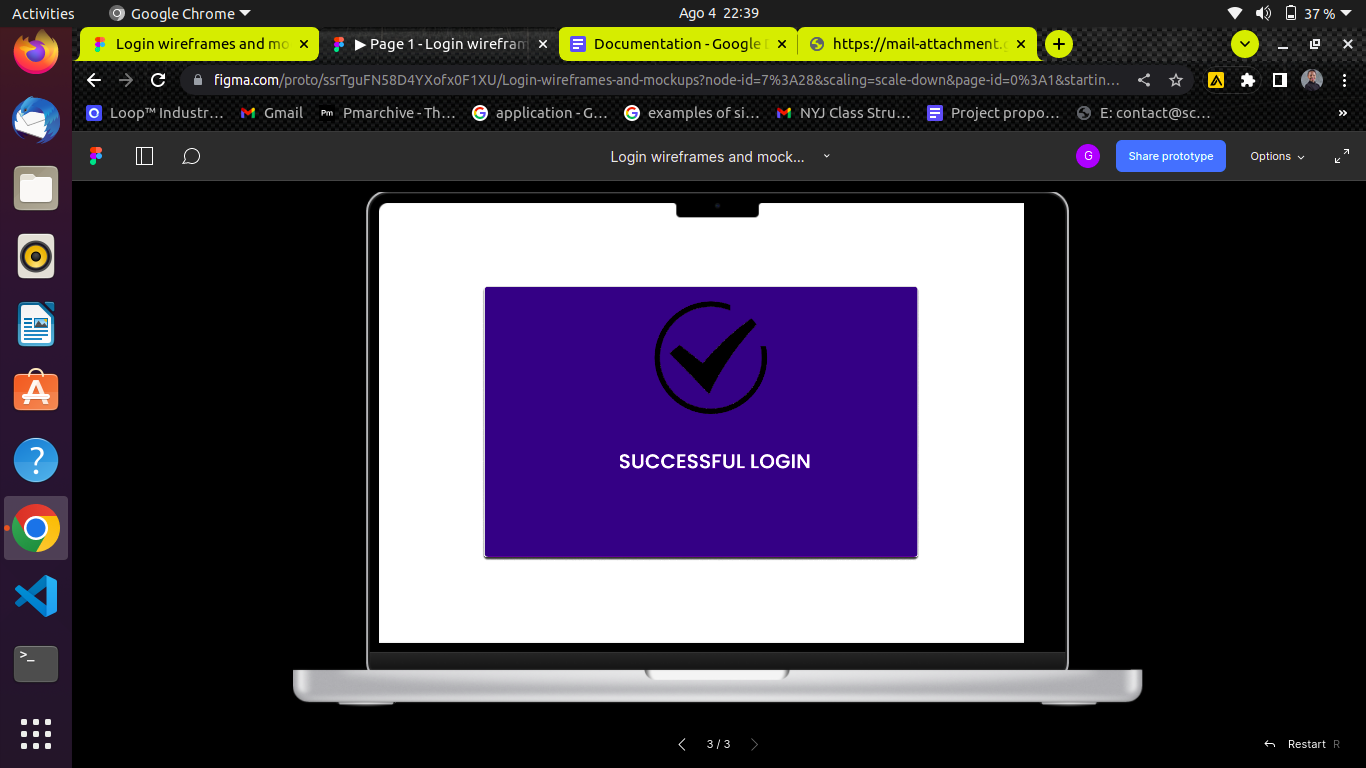 Activities
Google Chrome
Ago 4 22:39
37 %
Login wireframes and mo
▶ Page 1 - Login wirefran
Documentation - Google D
https://mail-attachment.g
figma.com/proto/ssrTguFN58D4YXofx0F1XU/Login-wireframes-and-mockups?node-id=7%3A28&scaling=scale-down&page-id=0%3A1&startin…
Loop™ Industr…
Gmail
Pm
Pmarchive - Th…
application - G…
examples of si…
NYJ Class Stru…
Project propo…
E: contact@sc…
»
Login wireframes and mock...
G
Share prototype
Options
SUCCESSFUL LOGIN
3 / 3
Restart R